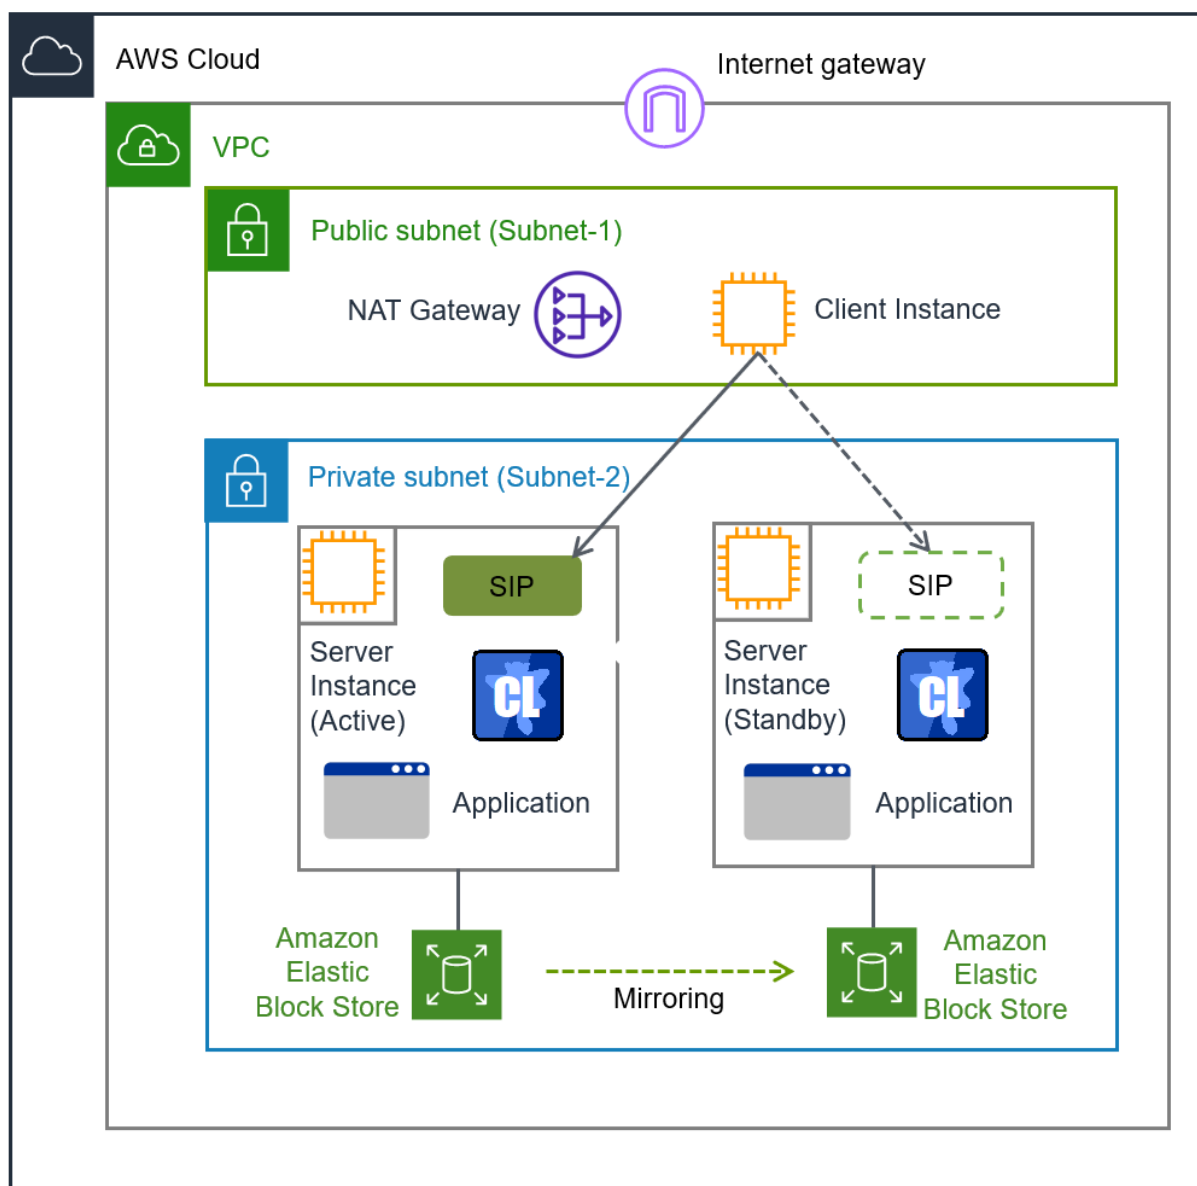 AWS Cloud
Internet gateway
VPC
Public subnet (Subnet-1)
NAT Gateway
Client Instance
Private subnet (Subnet-2)
SIP
Server
Instance
(Active)
CL
Application
SIP
Server
Instance
(Standby)
CL
Application
Amazon
Elastic
Block Store
Mirroring
Amazon
Elastic
Block Store